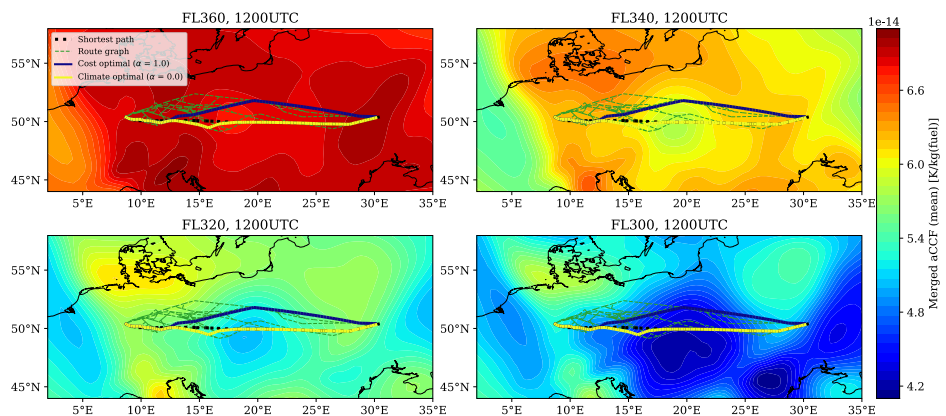 FL360, 1200UTC
Shortest path
Route graph
Cost optimal (α = 1.0)
Climate optimal (α = 0.0)
55°N
50°N
45°N
5°E 10°E 15°E 20°E 25°E 30°E 35°E
FL340, 1200UTC
55°N
50°N
45°N
5°E 10°E 15°E 20°E 25°E 30°E 35°E
FL320, 1200UTC
55°N
50°N
45°N
5°E 10°E 15°E 20°E 25°E 30°E 35°E
FL300, 1200UTC
55°N
50°N
45°N
5°E 10°E 15°E 20°E 25°E 30°E 35°E
1e−14
6.6
6.0
5.4
4.8
4.2
Merged aCCF (mean) [K/kg(fuel)]